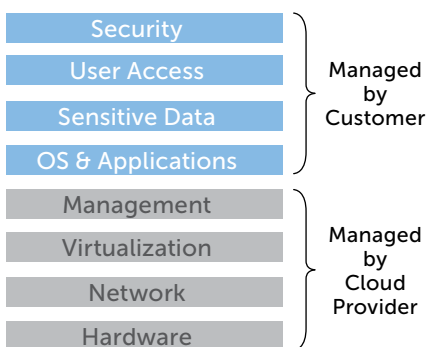 Security
User Access
Sensitive Data
OS & Applications
Managed
by
Customer
Management
Virtualization
Network
Hardware
Managed
by
Cloud
Provider